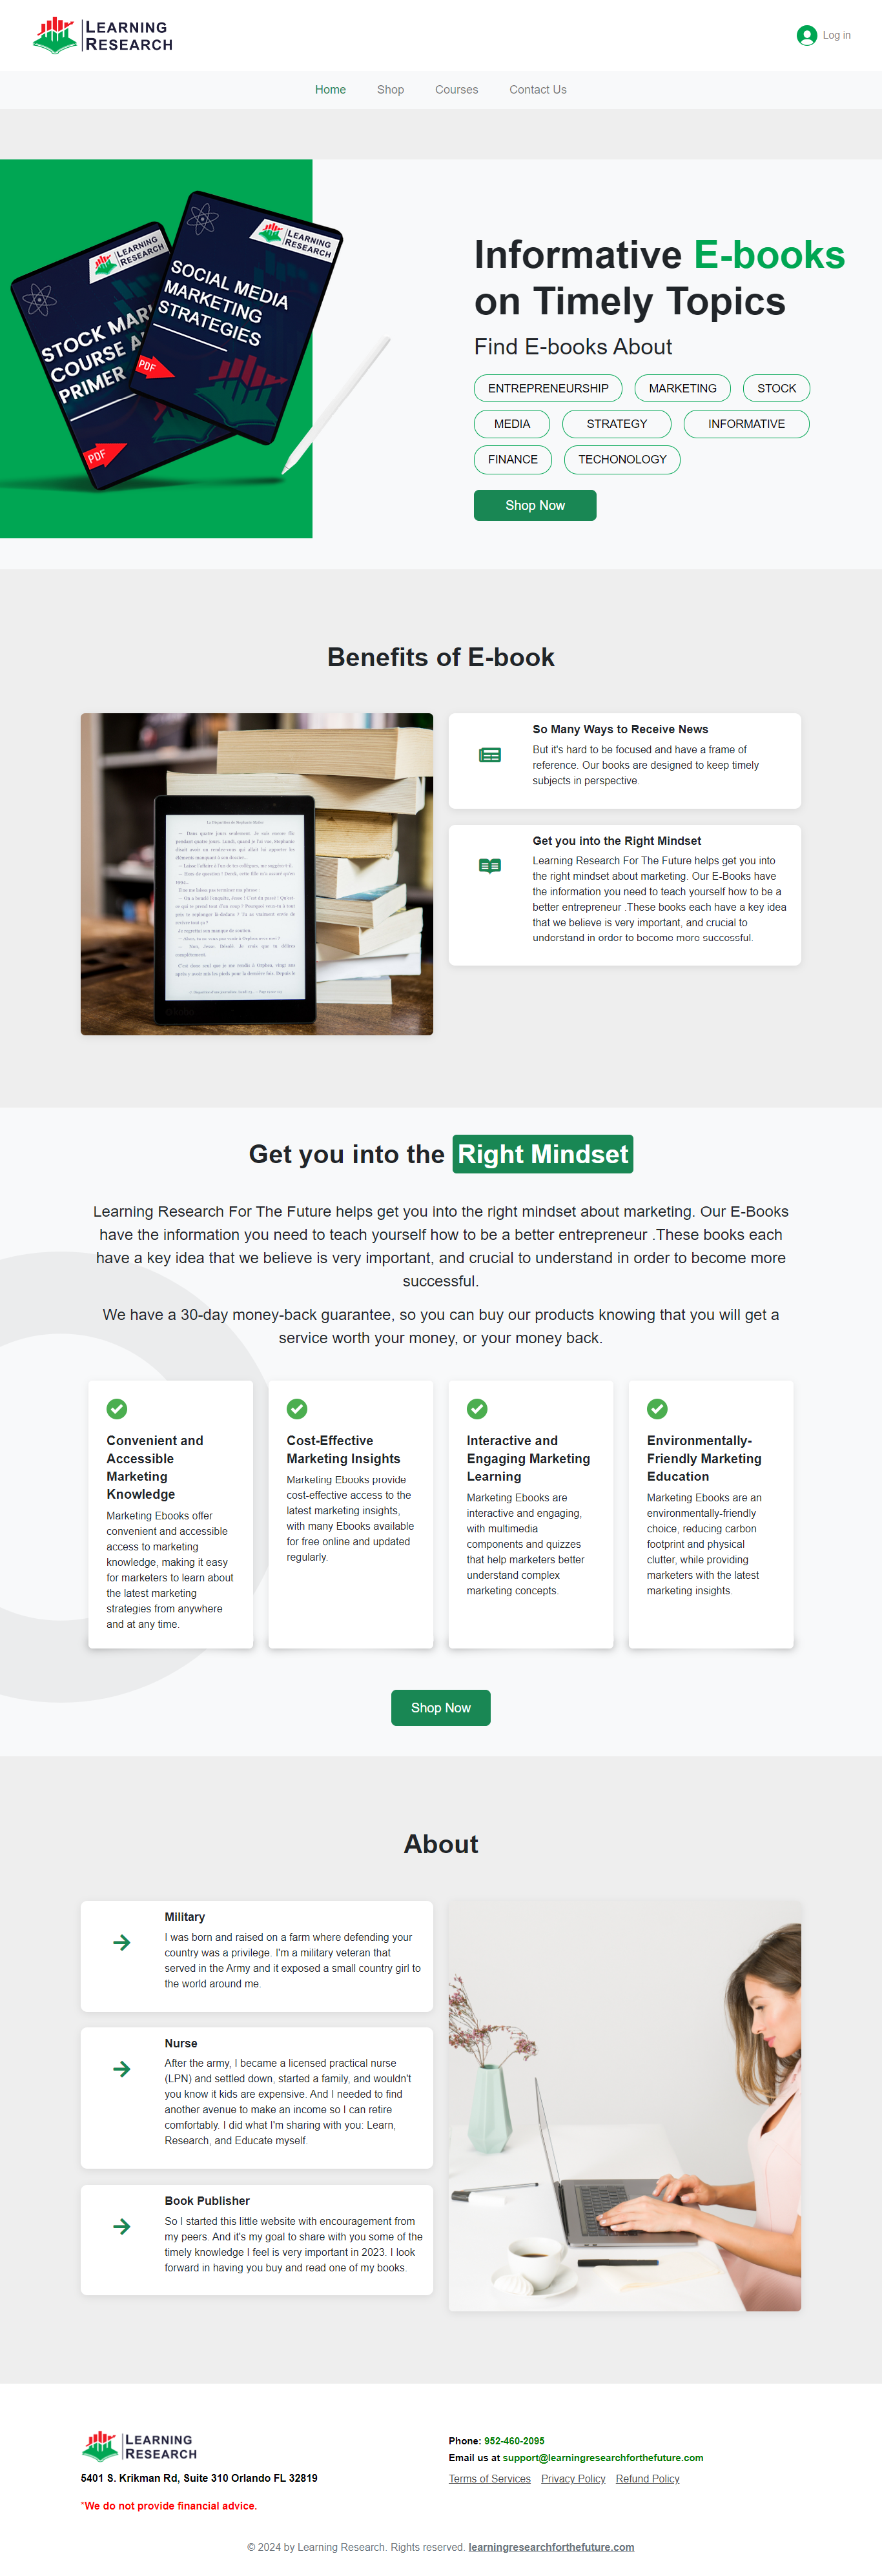 LEARNING
RESEARCH
Log in
Home Shop Courses Contact Us
LEARNING
RESEARCH
STOCK MAR
COURSE A
PRIMER
PDF
LEARNING
RESEARCH
SOCIAL MEDIA
MARKETING
STRATEGIES
PDF
Informative E-books
on Timely Topics
Find E-books About
ENTREPRENEURSHIP MARKETING STOCK
MEDIA STRATEGY INFORMATIVE
FINANCE TECHONOLOGY
Shop Now
Benefits of E-book
So Many Ways to Receive News
But it's hard to be focused and have a frame of
reference. Our books are designed to keep timely
subjects in perspective.
Get you into the Right Mindset
Learning Research For The Future helps get you into
the right mindset about marketing. Our E-Books have
the information you need to teach yourself how to be a
better entrepreneur .These books each have a key idea
that we believe is very important, and crucial to
understand in order to become more successful.
Get you into the Right Mindset
Learning Research For The Future helps get you into the right mindset about marketing. Our E-Books
have the information you need to teach yourself how to be a better entrepreneur .These books each
have a key idea that we believe is very important, and crucial to understand in order to become more
successful.
We have a 30-day money-back guarantee, so you can buy our products knowing that you will get a
service worth your money, or your money back.
Convenient and
Accessible
Marketing
Knowledge
Marketing Ebooks offer
convenient and accessible
access to marketing
knowledge, making it easy
for marketers to learn about
the latest marketing
strategies from anywhere
and at any time.
Cost-Effective
Marketing Insights
Marketing Ebooks provide
cost-effective access to the
latest marketing insights,
with many Ebooks available
for free online and updated
regularly.
Interactive and
Engaging Marketing
Learning
Marketing Ebooks are
interactive and engaging,
with multimedia
components and quizzes
that help marketers better
understand complex
marketing concepts.
Environmentally-
Friendly Marketing
Education
Marketing Ebooks are an
environmentally-friendly
choice, reducing carbon
footprint and physical
clutter, while providing
marketers with the latest
marketing insights.
Shop Now
About
Military
I was born and raised on a farm where defending your
country was a privilege. I'm a military veteran that
served in the Army and it exposed a small country girl to
the world around me.
Nurse
After the army, I became a licensed practical nurse
(LPN) and settled down, started a family, and wouldn't
you know it kids are expensive. And I needed to find
another avenue to make an income so I can retire
comfortably. I did what I'm sharing with you: Learn,
Research, and Educate myself.
Book Publisher
So I started this little website with encouragement from
my peers. And it's my goal to share with you some of the
timely knowledge I feel is very important in 2023. I look
forward in having you buy and read one of my books.
LEARNING
RESEARCH
5401 S. Krikman Rd, Suite 310 Orlando FL 32819
*We do not provide financial advice.
Phone: 952-460-2095
Email us at support@learningresearchforthefuture.com
Terms of Services Privacy Policy Refund Policy
© 2024 by Learning Research. Rights reserved. learningresearchforthefuture.com